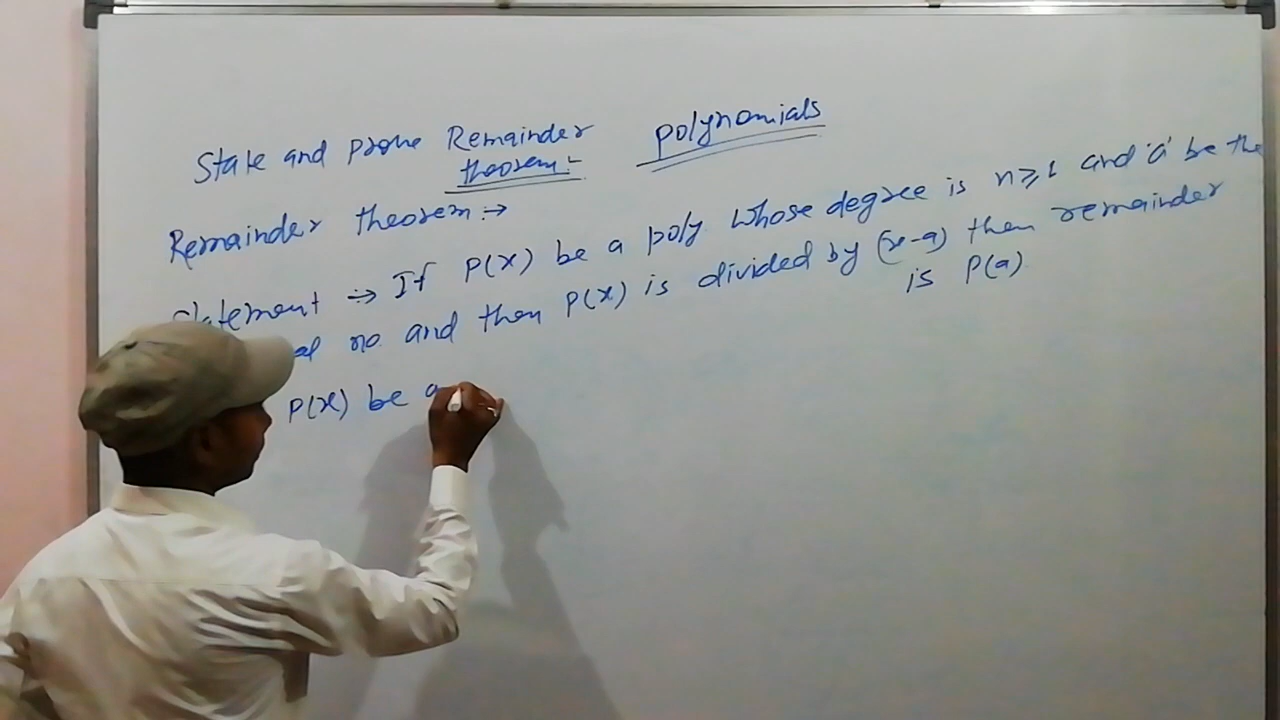 State and prove Remainder polynomials
theorem:-
Remainder theorem :→
Statement :→ If P(x) be a poly whose degree is n≥1 and 'a' be the
no. and then P(x) is divided by (x-a) then remainder
is P(a)
P(x) be a